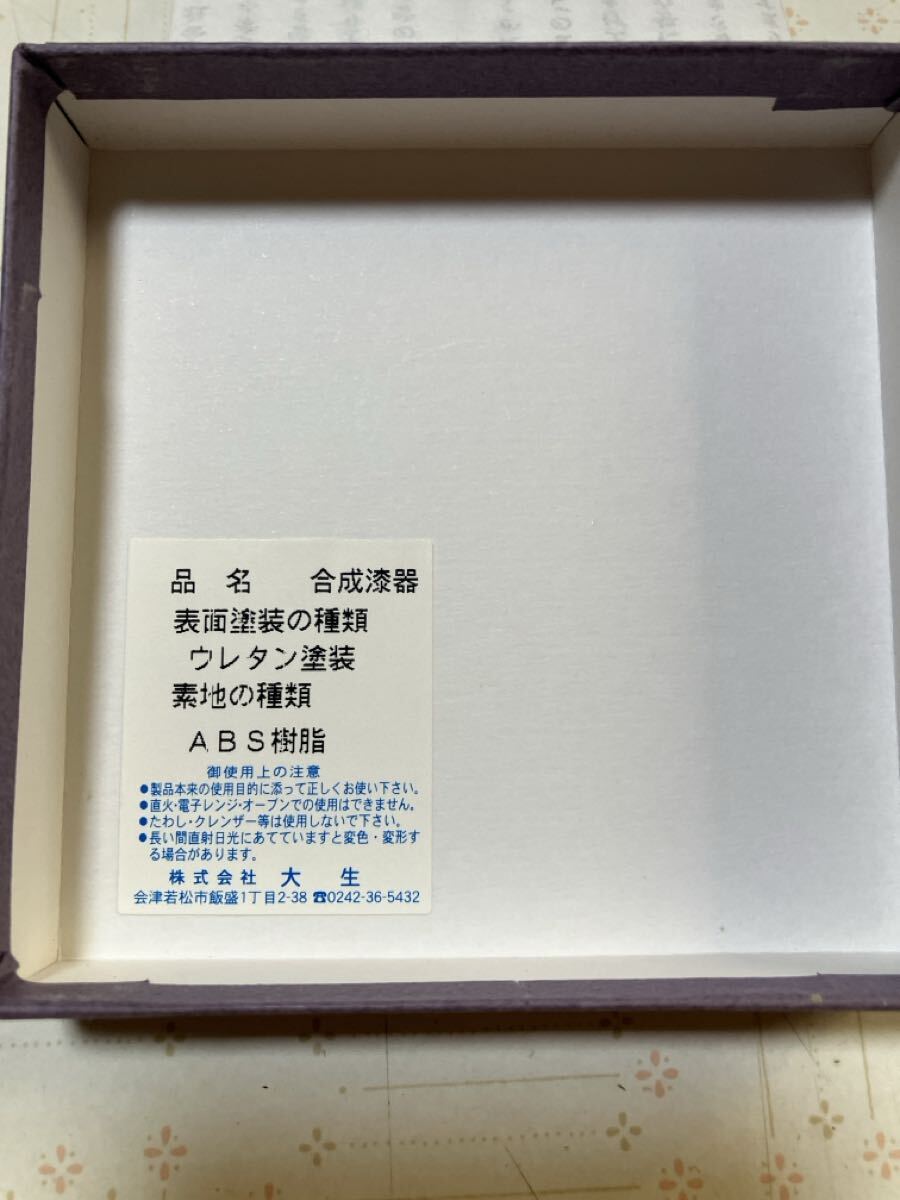 品 名 合成漆器
表面塗装の種類
ウレタン塗装
素地の種類
ABS樹脂
御使用上の注意
●製品本来の使用目的に添って正しくお使い下さい。
●直火・電子レンジ・オーブンでの使用はできません。
●たわし・クレンザー等は使用しないで下さい。
●長い間直射日光にあてていますと変色・変形す
る場合があります。
株式会社 大 生
会津若松市飯盛1丁目2-38 ☎0242-36-5432